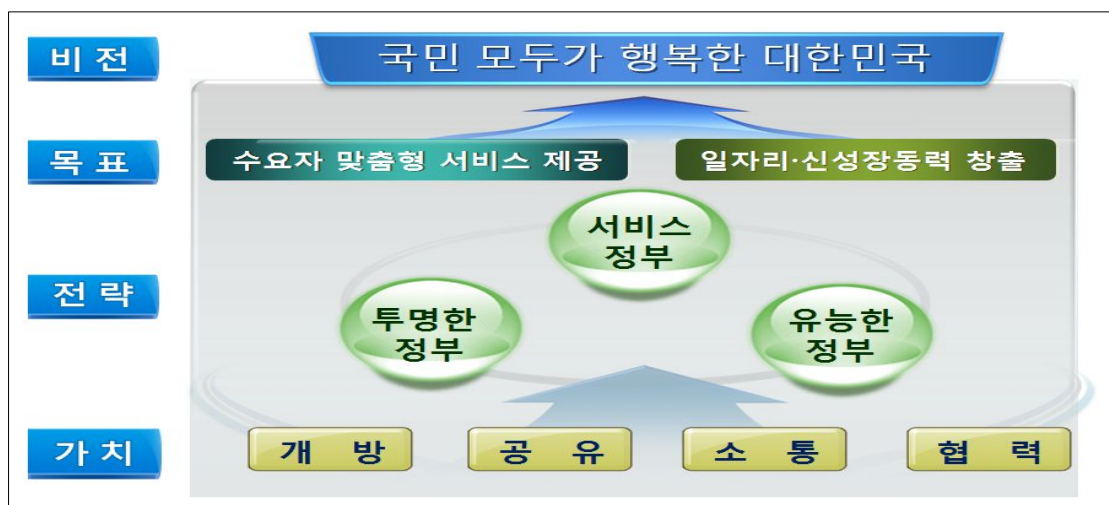 비 전
국민 모두가 행복한 대한민국
목 표
수요자 맞춤형 서비스 제공
일자리·신성장동력 창출
전 략
서비스
정부
투명한
정부
유능한
정부
가 치
개 방
공 유
소 통
협 력